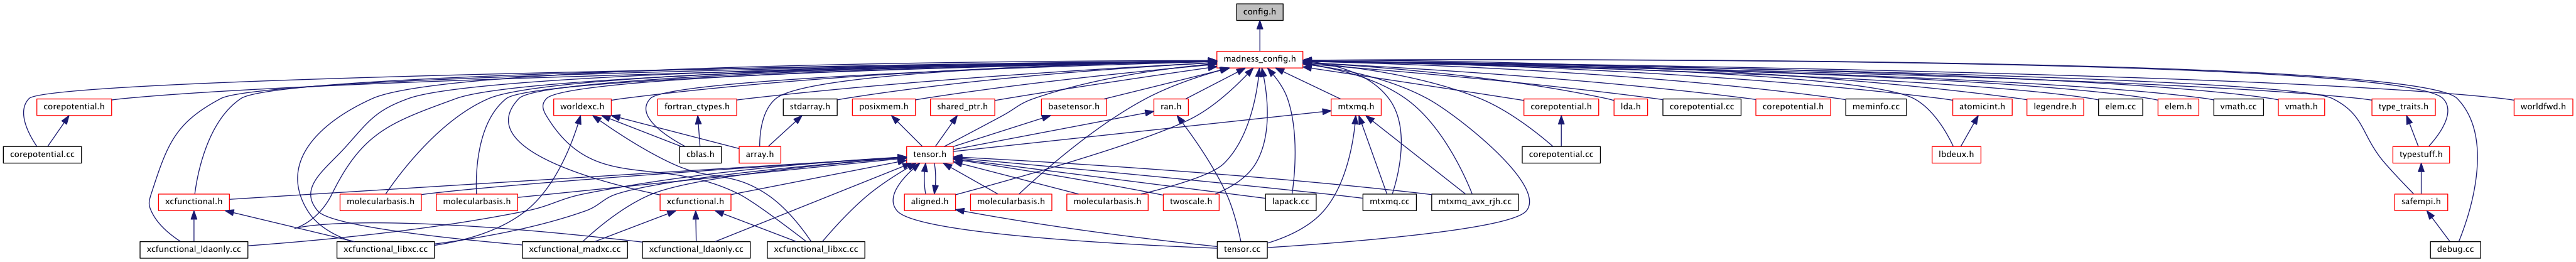 config.h
madness_config.h
corepotential.h
worldexc.h
fortran_ctypes.h
stdarray.h
posixmem.h
shared_ptr.h
basetensor.h
ran.h
mtxmq.h
corepotential.h
lda.h
corepotential.cc
corepotential.h
meminfo.cc
atomicint.h
legendre.h
elem.cc
elem.h
vmath.cc
vmath.h
type_traits.h
worldfwd.h
corepotential.cc
cblas.h
array.h
tensor.h
corepotential.cc
lbdeux.h
typestuff.h
xcfunctional.h
molecularbasis.h
molecularbasis.h
xcfunctional.h
aligned.h
molecularbasis.h
molecularbasis.h
twoscale.h
lapack.cc
mtxmq.cc
mtxmq_avx_rjh.cc
safempi.h
xcfunctional_ldaonly.cc
xcfunctional_libxc.cc
xcfunctional_madxc.cc
xcfunctional_ldaonly.cc
xcfunctional_libxc.cc
tensor.cc
debug.cc